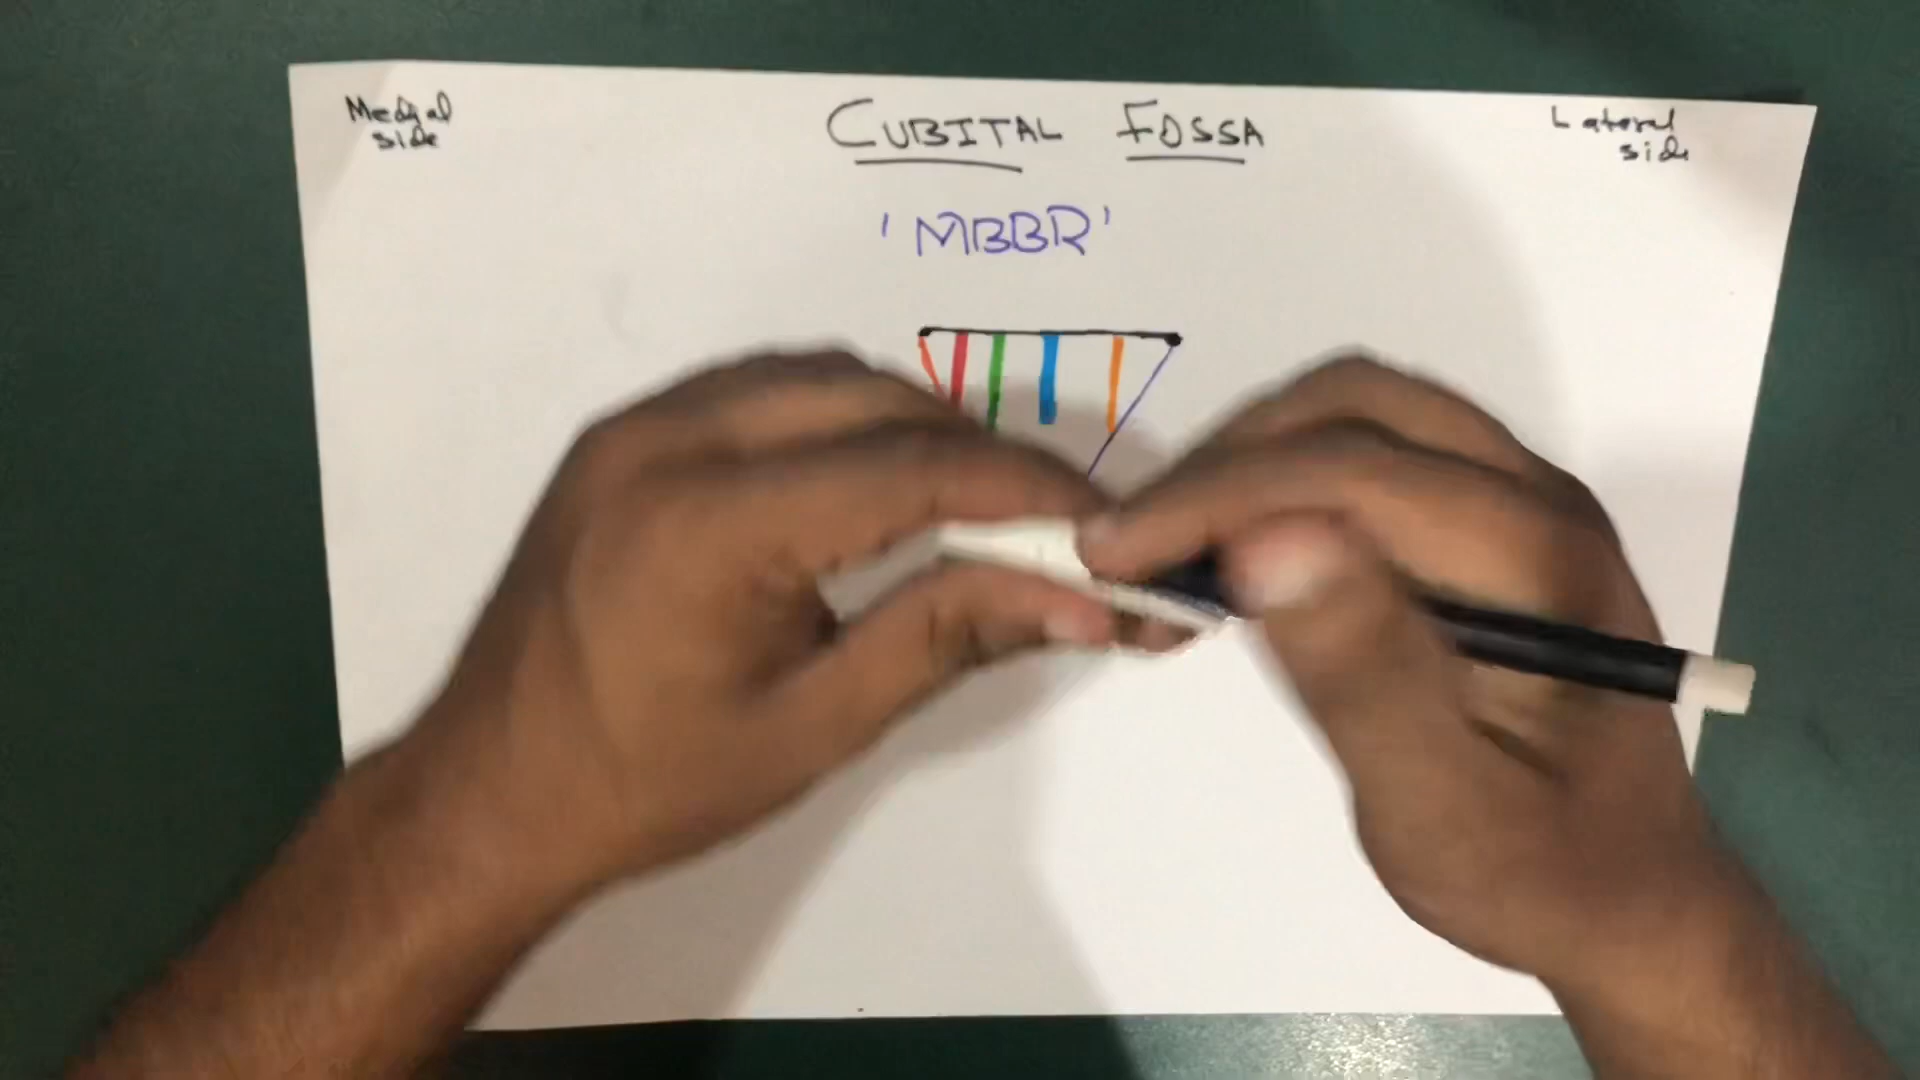 Medial
side
CUBITAL FOSSA
Lateral
side
'MBBR'